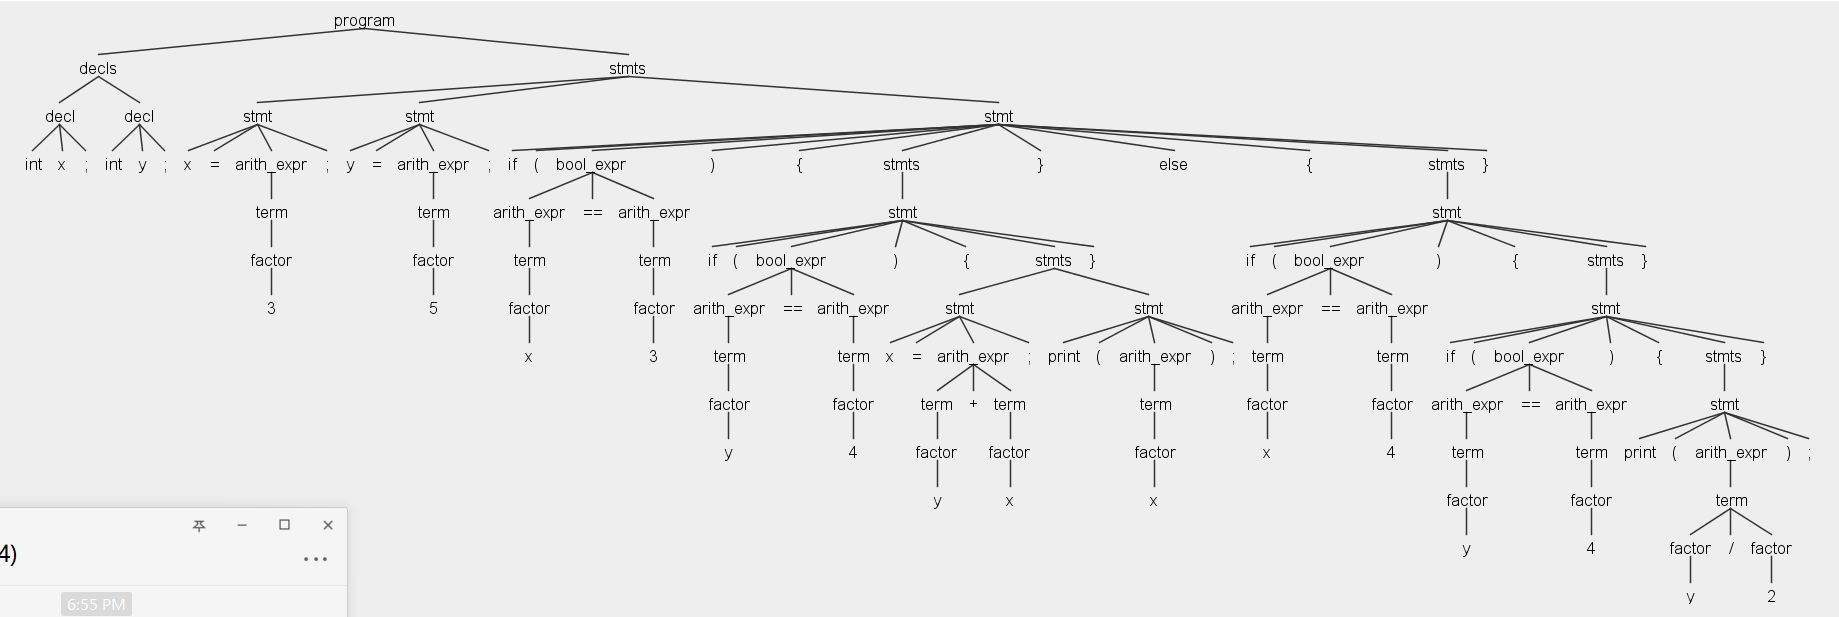 program
decls stmts
decl decl stmt stmt stmt
int x ; int y ; x = arith_expr ; y = arith_expr ; if ( bool_expr ) { stmts } else { stmts }
term term arith_expr == arith_expr stmt stmt
factor factor term term if ( bool_expr ) { stmts } if ( bool_expr ) { stmts }
3 5 factor factor arith_expr == arith_expr stmt stmt arith_expr == arith_expr stmt
x 3 term term x = arith_expr ; print ( arith_expr ) ; term term if ( bool_expr ) { stmts }
factor factor term + term term factor factor arith_expr == arith_expr stmt
y 4 factor factor factor x 4 term term print ( arith_expr ) ;
y x x factor factor term
y 4 factor / factor
y 2
4)
6:55 PM